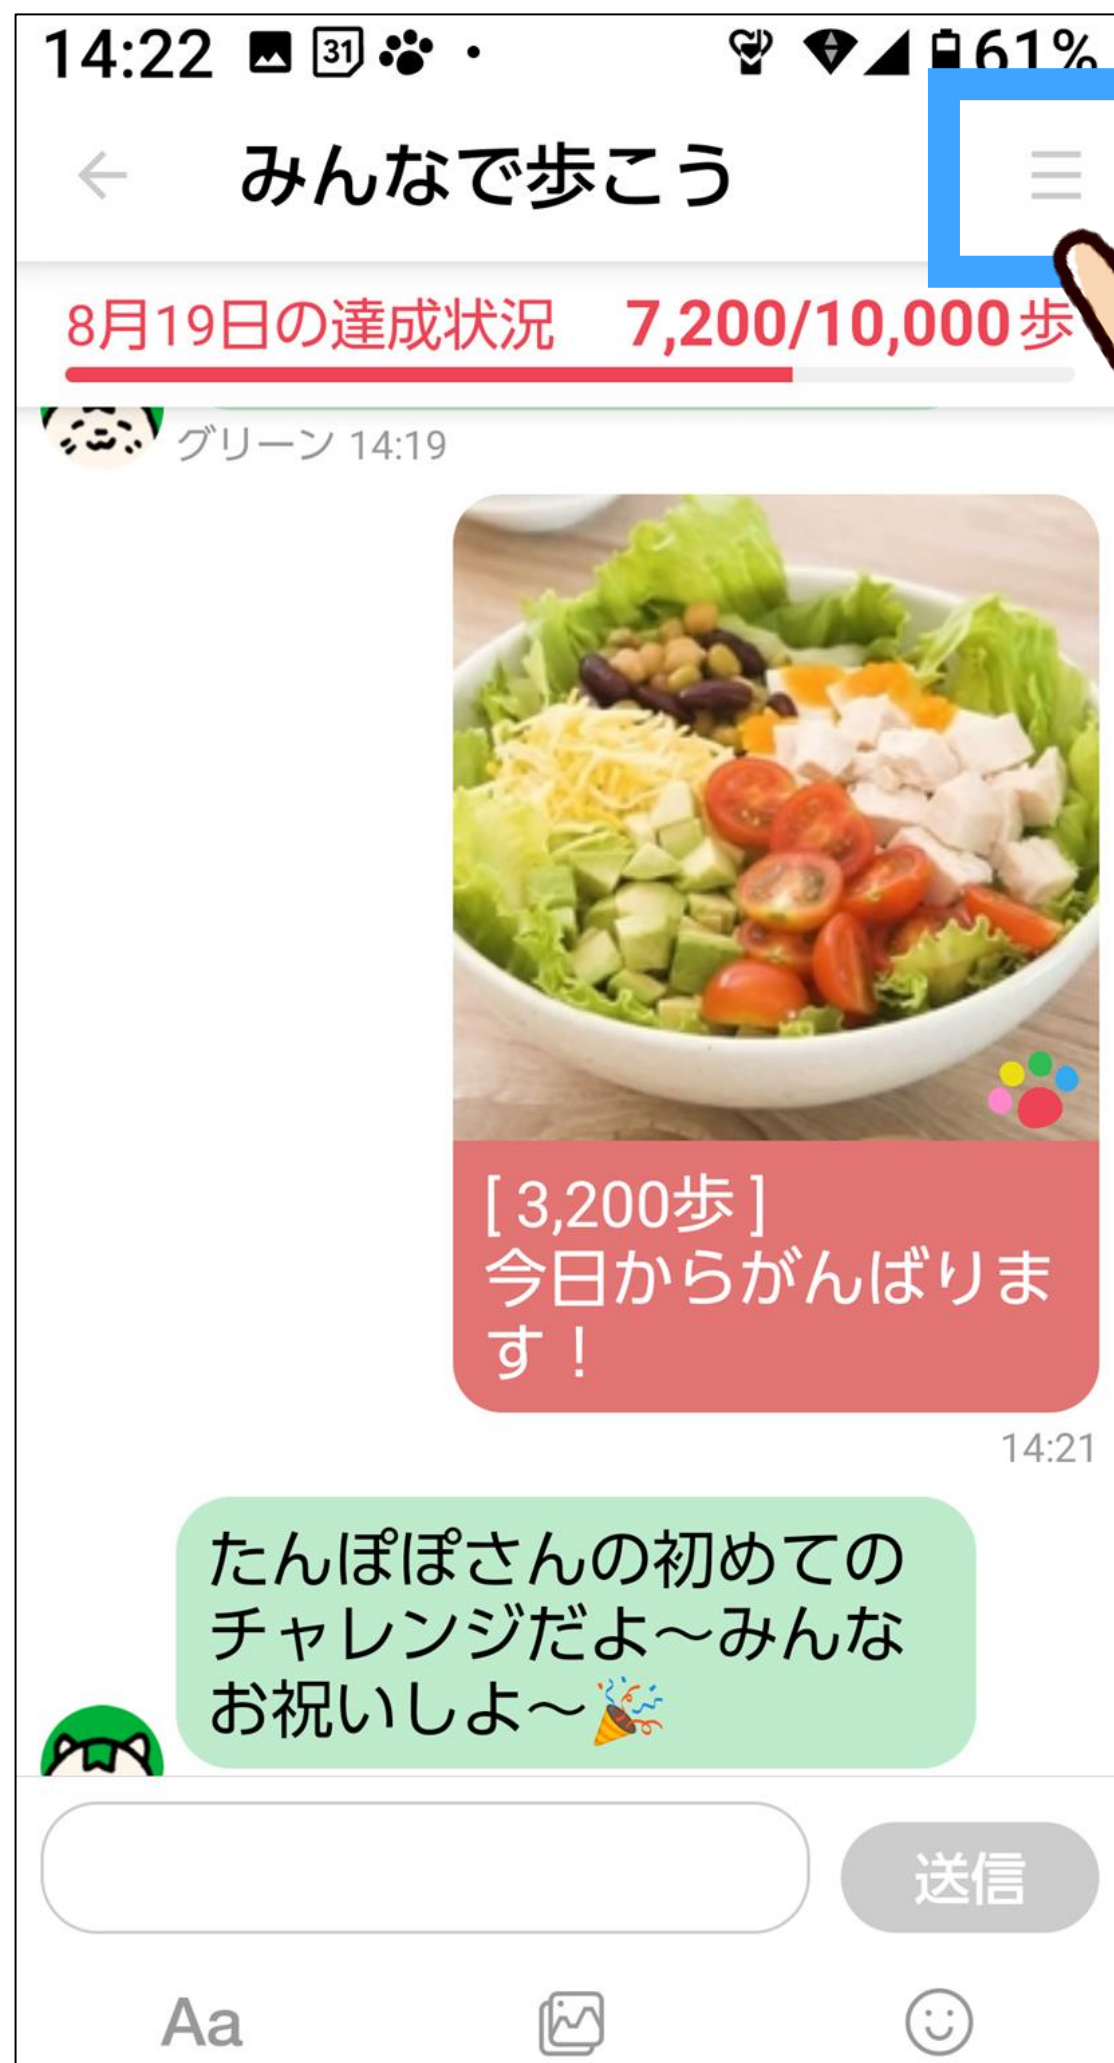 14:22 31 61%
みんなで歩こう
8月19日の達成状況 7,200/10,000歩
グリーン 14:19
[ 3,200歩 ]
今日からがんばりま
す！
14:21
たんぽぽさんの初めての
チャレンジだよ～みんな
お祝いしよ～🎉
送信
Aa